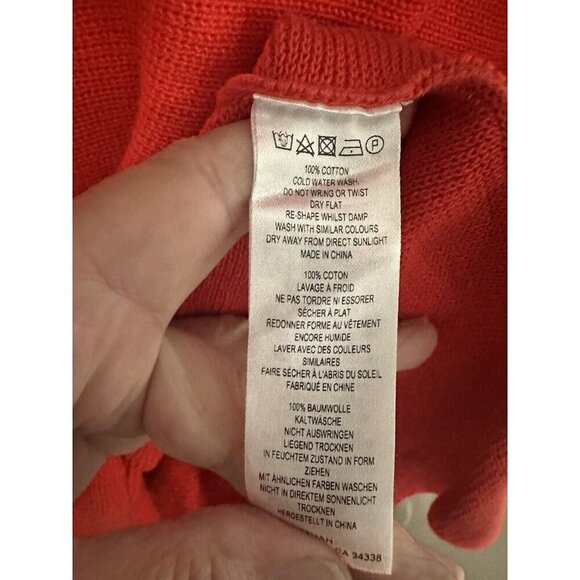 100% COTTON
COLD WATER WASH.
DO NOT WRING OR TWIST
DRY FLAT
RE-SHAPE WHILST DAMP
WASH WITH SIMILAR COLOURS
DRY AWAY FROM DIRECT SUNLIGHT
MADE IN CHINA
100% COTON
LAVAGE À FROID
NE PAS TORDRE NI ESSORER
SÉCHER À PLAT
REDONNER FORME AU VÊTEMENT
ENCORE HUMIDE
LAVER AVEC DES COULEURS
SIMILAIRES
FAIRE SÉCHER À L'ABRIS DU SOLEIL
FABRIQUÉ EN CHINE
100% BAUMWOLLE
KALTWÄSCHE
NICHT AUSWRINGEN
LIEGEND TROCKNEN
IN FEUCHTEM ZUSTAND IN FORM
ZIEHEN
MIT ÄHNLICHEN FARBEN WASCHEN
NICHT IN DIREKTEM SONNENLICHT
TROCKNEN
HERGESTELLT IN CHINA
CA 34338